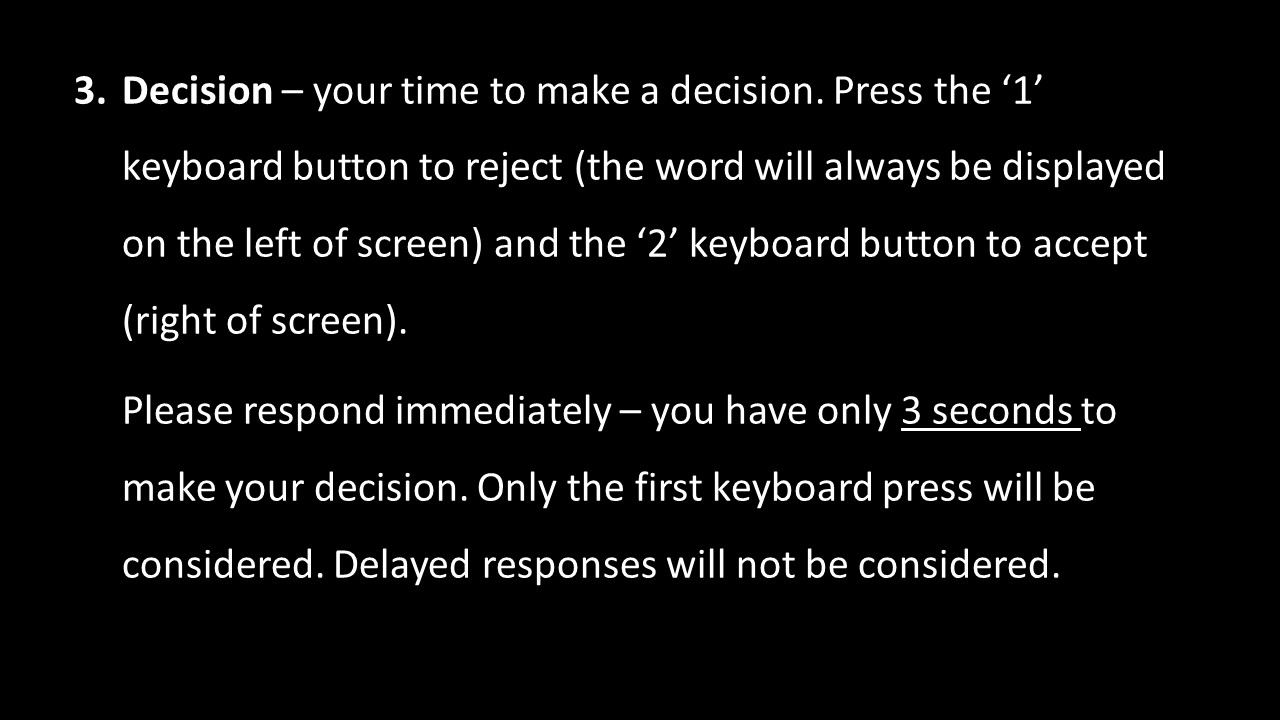 3. Decision – your time to make a decision. Press the ‘1’
keyboard button to reject (the word will always be displayed
on the left of screen) and the ‘2’ keyboard button to accept
(right of screen).
Please respond immediately – you have only 3 seconds to
make your decision. Only the first keyboard press will be
considered. Delayed responses will not be considered.